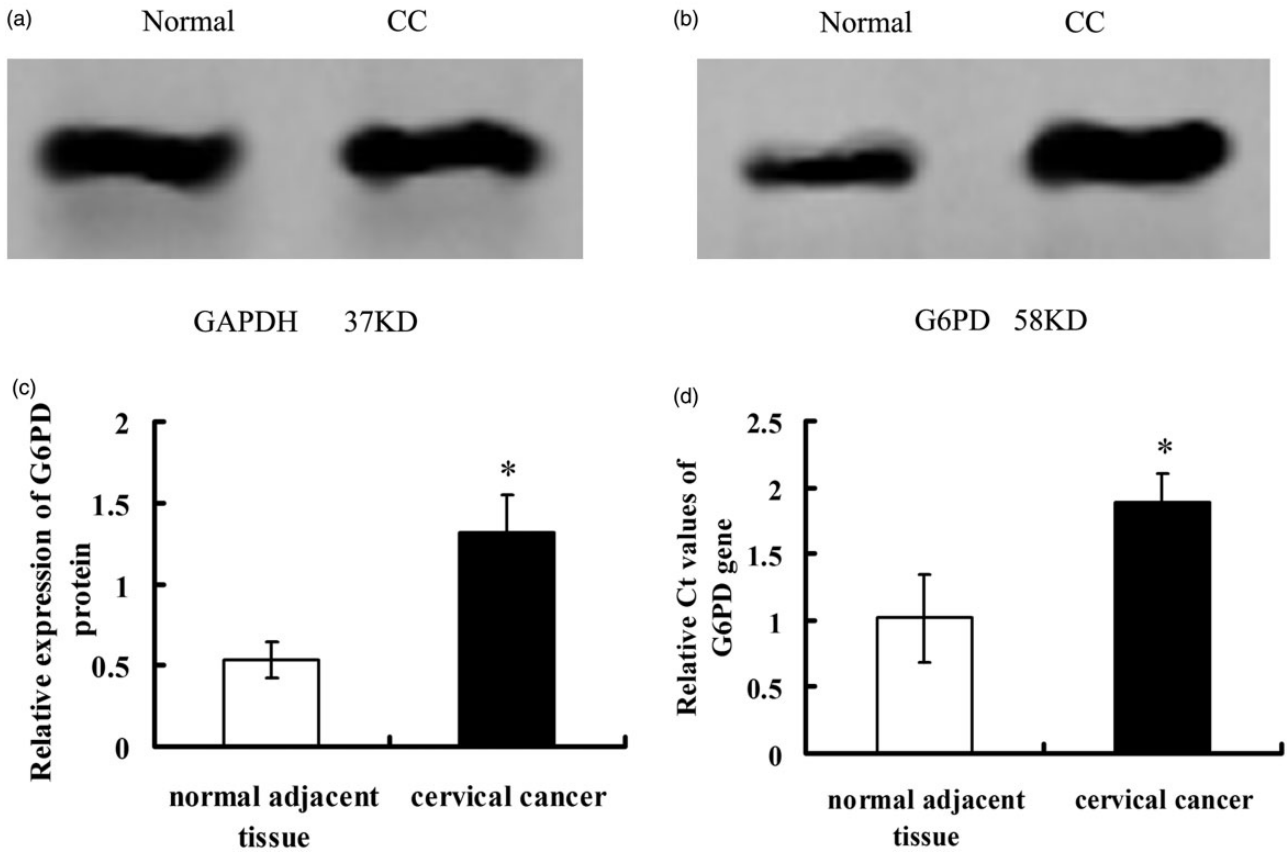 (a)
Normal CC
GAPDH 37KD
(b)
Normal CC
G6PD 58KD
(c)
Relative expression of G6PD
protein
2
1.5
1
0.5
0
*
normal adjacent
tissue
cervical cancer
(d)
Relative Ct values of
G6PD gene
2.5
2
1.5
1
0.5
0
*
normal adjacent
tissue
cervical cancer